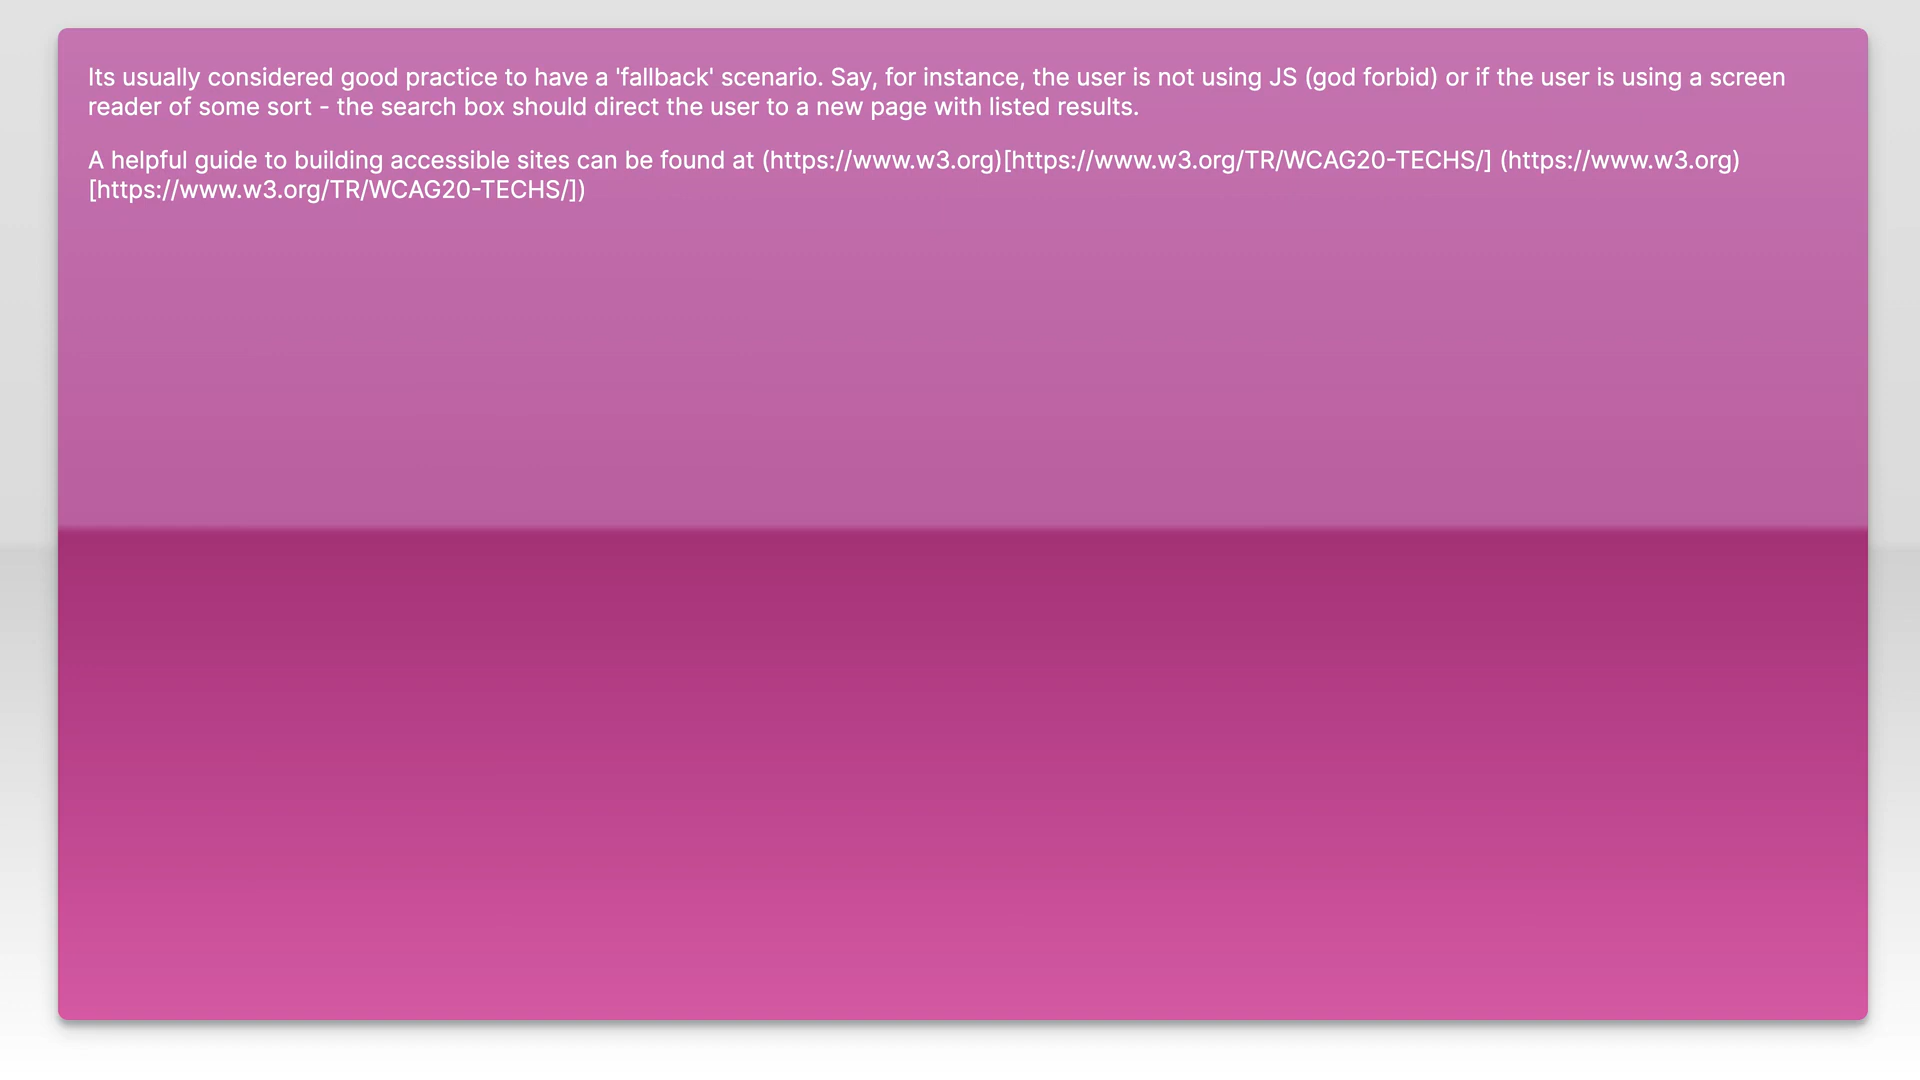 Its usually considered good practice to have a 'fallback' scenario. Say, for instance, the user is not using JS (god forbid) or if the user is using a screen
reader of some sort - the search box should direct the user to a new page with listed results.
A helpful guide to building accessible sites can be found at (https://www.w3.org)[https://www.w3.org/TR/WCAG20-TECHS/] (https://www.w3.org)
[https://www.w3.org/TR/WCAG20-TECHS/])